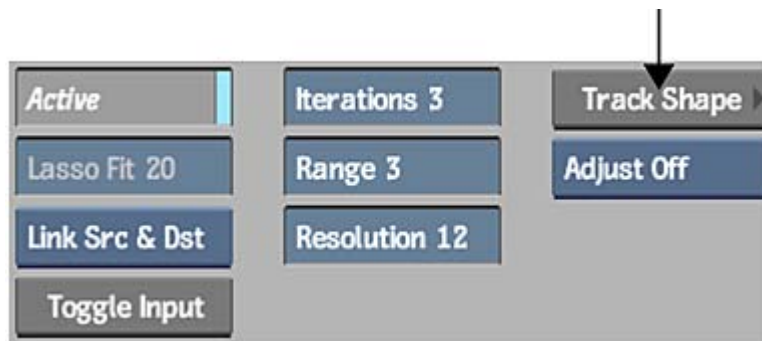 Active
Lasso Fit 20
Link Src & Dst
Toggle Input
Iterations 3
Range 3
Resolution 12
Track Shape
Adjust Off